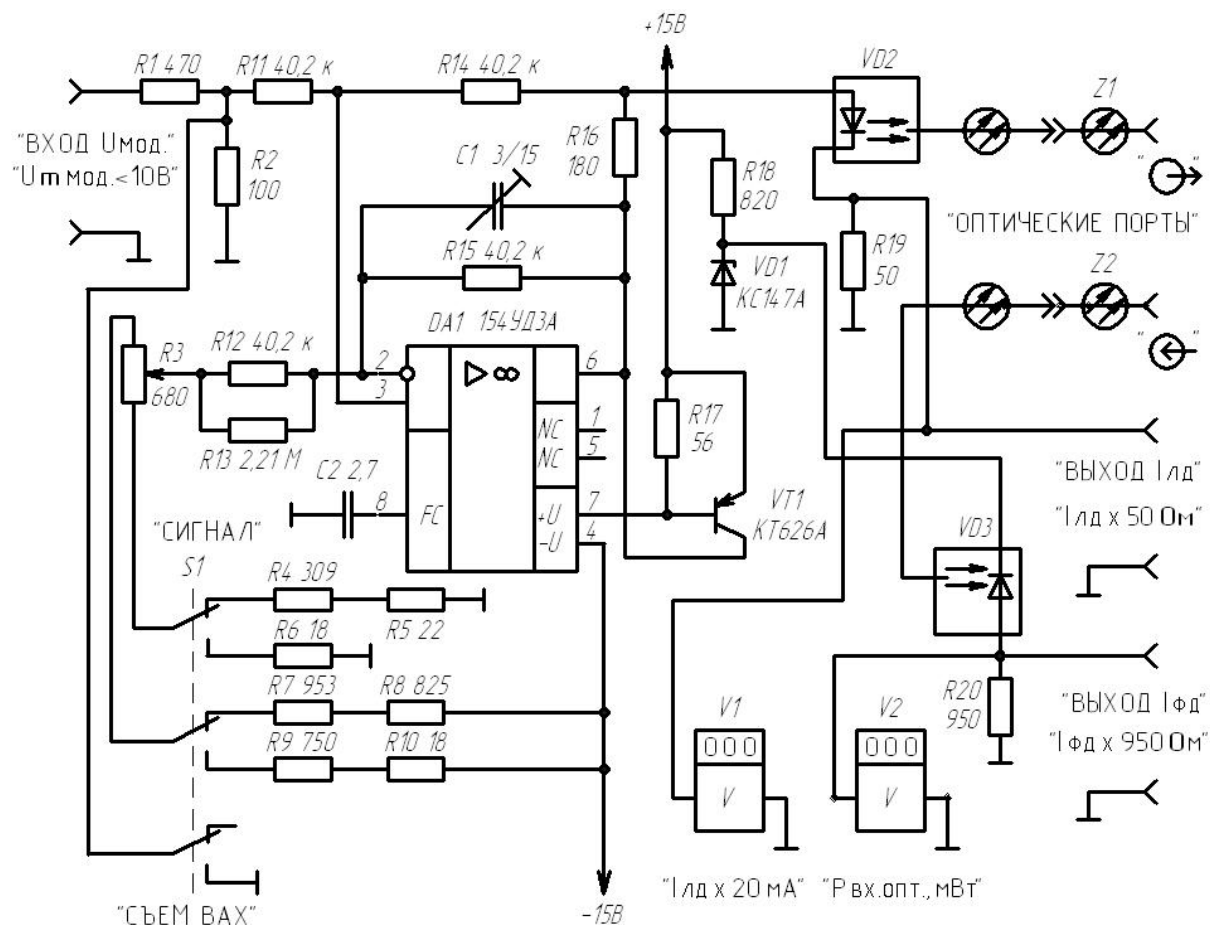 +15В
R1 470
R11 40,2 к
R14 40,2 к
VD2
Z1
"ВХОД Uмод."
"Um мод.<10В"
R2
100
C1 3/15
R16
180
R18
820
"ОПТИЧЕСКИЕ ПОРТЫ"
R15 40,2 к
VD1
КС147А
R19
50
Z2
DA1 154УД3А
R3
680
R12 40,2 к
2
3
▷ ∞
6
R13 2,21 М
NC
1
NC
5
R17
56
C2 2,7
8
FC
+U
7
-U
4
VT1
КТ626А
"ВЫХОД Iлд"
"Iлд х 50 Ом"
VD3
"СИГНАЛ"
S1
R4 309
R5 22
R6 18
R7 953
R8 825
R9 750
R10 18
V1
000
V
V2
000
V
R20
950
"ВЫХОД Iфд"
"Iфд х 950 Ом"
"Iлд х 20 мА"
"Р вх.опт., мВт"
"СЪЕМ ВАХ"
-15В